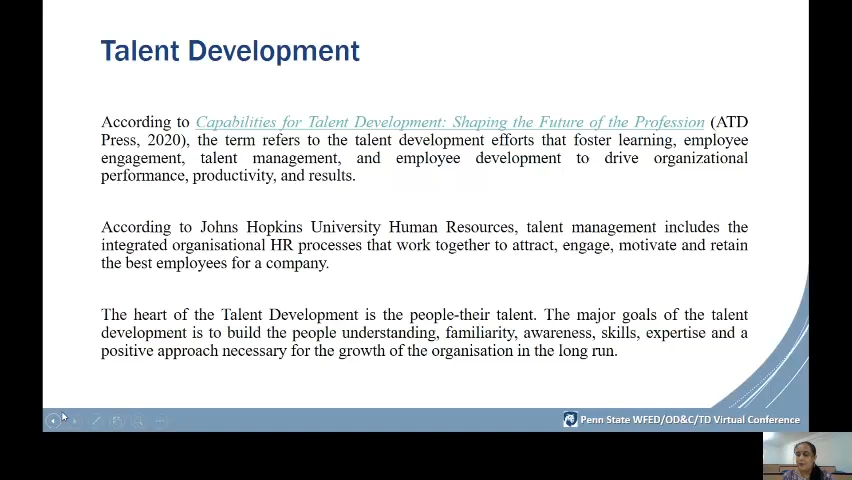 Talent Development
According to Capabilities for Talent Development: Shaping the Future of the Profession (ATD
Press, 2020), the term refers to the talent development efforts that foster learning, employee
engagement, talent management, and employee development to drive organizational
performance, productivity, and results.
According to Johns Hopkins University Human Resources, talent management includes the
integrated organisational HR processes that work together to attract, engage, motivate and retain
the best employees for a company.
The heart of the Talent Development is the people-their talent. The major goals of the talent
development is to build the people understanding, familiarity, awareness, skills, expertise and a
positive approach necessary for the growth of the organisation in the long run.
Penn State WFED/OD&C/TD Virtual Conference